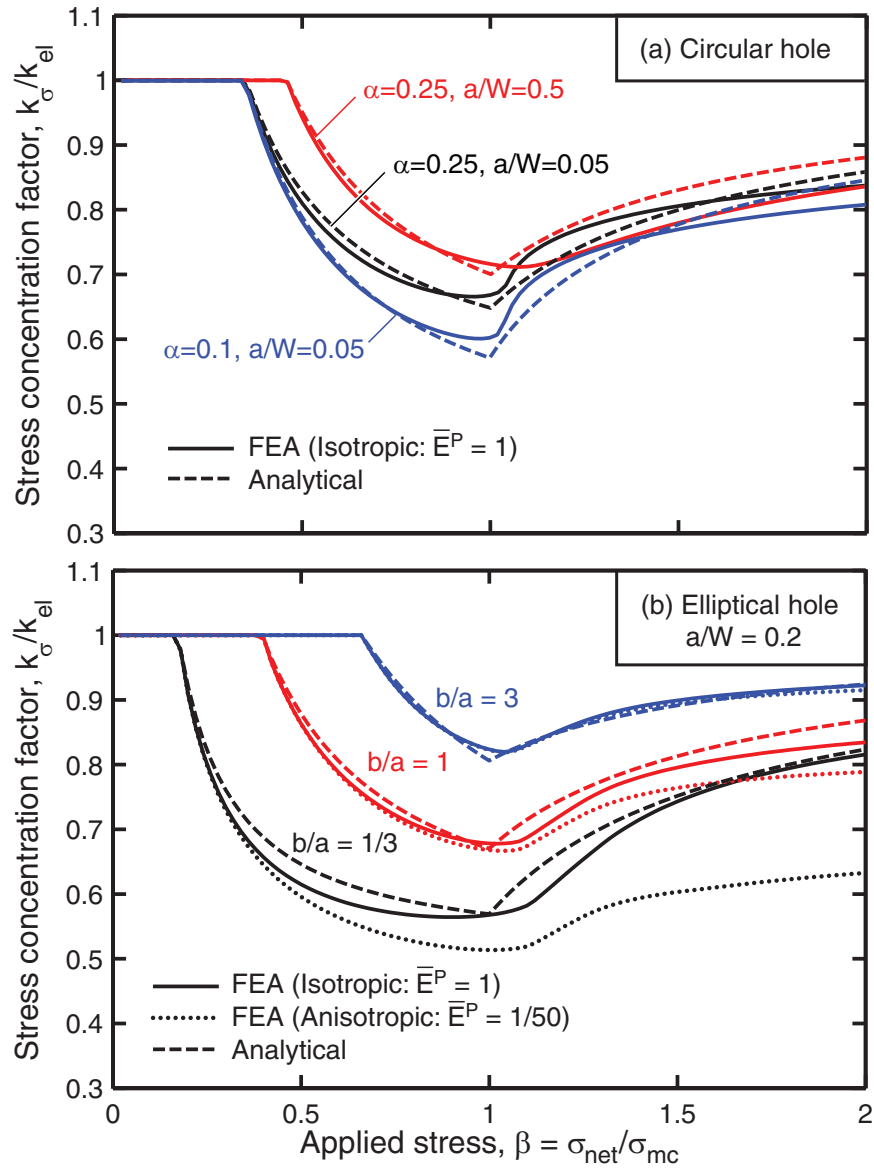 1.1
1
0.9
0.8
0.7
0.6
0.5
0.4
0.3
Stress concentration factor, kσ/kel
(a) Circular hole
α=0.25, a/W=0.5
α=0.25, a/W=0.05
α=0.1, a/W=0.05
FEA (Isotropic: E̅ᴾ = 1)
Analytical
1.1
1
0.9
0.8
0.7
0.6
0.5
0.4
0.3
Stress concentration factor, kσ/kel
(b) Elliptical hole
a/W = 0.2
b/a = 3
b/a = 1
b/a = 1/3
FEA (Isotropic: E̅ᴾ = 1)
FEA (Anisotropic: E̅ᴾ = 1/50)
Analytical
0 0.5 1 1.5 2
Applied stress, β = σnet/σmc